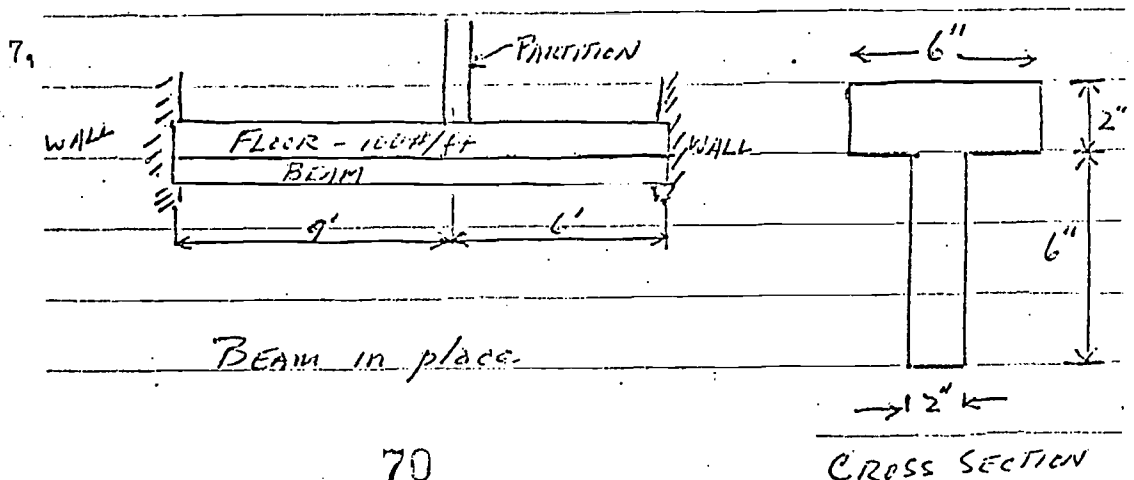 7.
PARTITION
6"
WALL
FLOOR - 100#/ft
WALL
2"
BEAM
9'
6'
6"
BEAM in place.
2"
70
CROSS SECTION